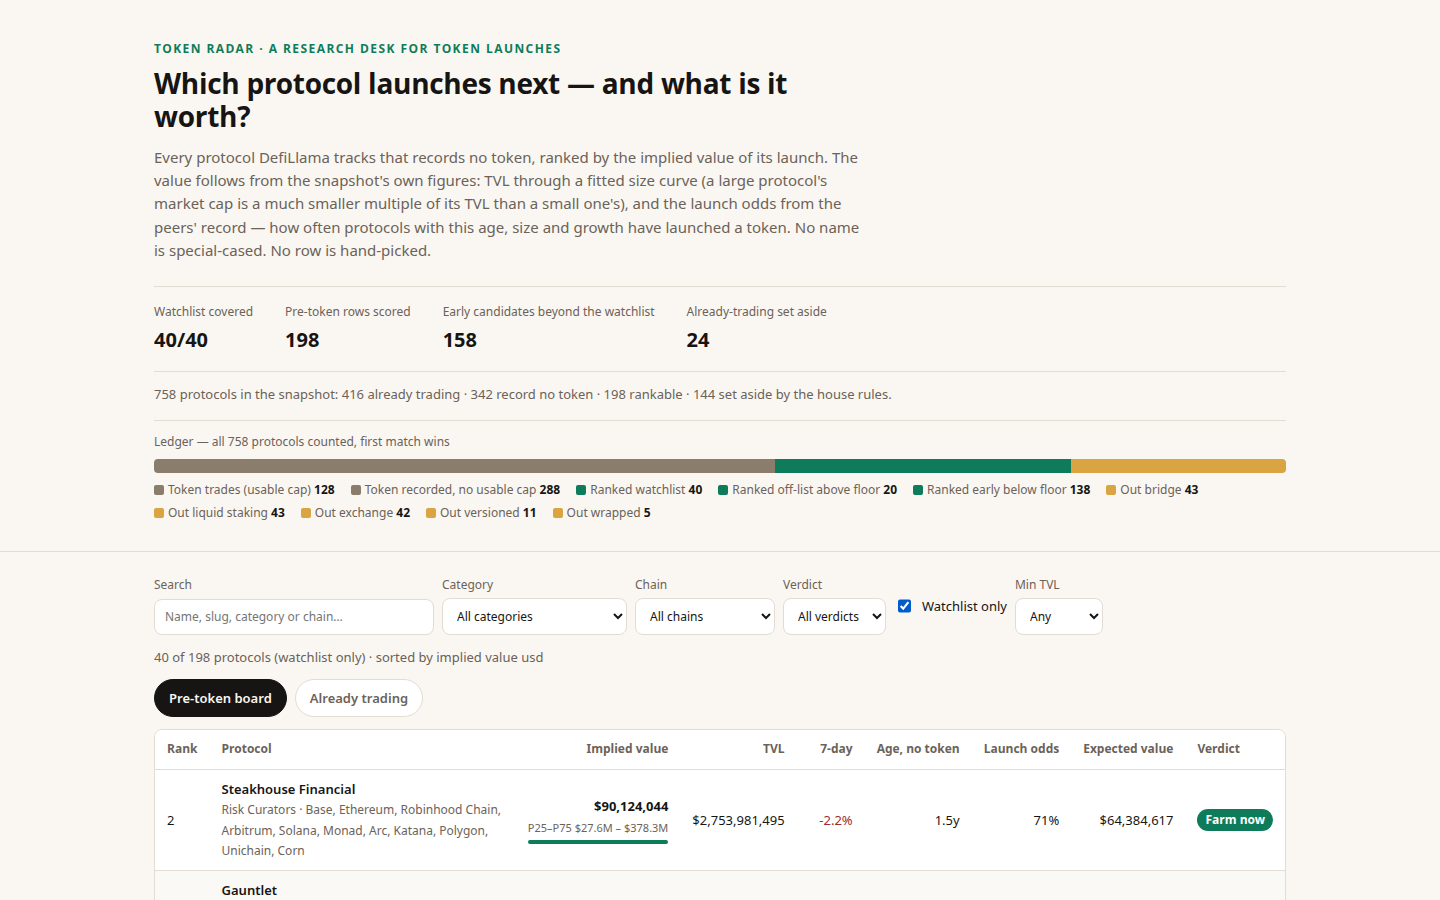 TOKEN RADAR · A RESEARCH DESK FOR TOKEN LAUNCHES
Which protocol launches next — and what is it
worth?
Every protocol DefiLlama tracks that records no token, ranked by the implied value of its launch. The
value follows from the snapshot's own figures: TVL through a fitted size curve (a large protocol's
market cap is a much smaller multiple of its TVL than a small one's), and the launch odds from the
peers' record — how often protocols with this age, size and growth have launched a token. No name
is special-cased. No row is hand-picked.
Watchlist covered Pre-token rows scored Early candidates beyond the watchlist Already-trading set aside
40/40 198 158 24
758 protocols in the snapshot: 416 already trading · 342 record no token · 198 rankable · 144 set aside by the house rules.
Ledger — all 758 protocols counted, first match wins
Token trades (usable cap) 128 Token recorded, no usable cap 288 Ranked watchlist 40 Ranked off-list above floor 20 Ranked early below floor 138 Out bridge 43
Out liquid staking 43 Out exchange 42 Out versioned 11 Out wrapped 5
Search Category Chain Verdict Min TVL
Name, slug, category or chain... All categories All chains All verdicts Watchlist only Any
40 of 198 protocols (watchlist only) · sorted by implied value usd
Pre-token board Already trading
Rank Protocol Implied value TVL 7-day Age, no token Launch odds Expected value Verdict
Steakhouse Financial
Risk Curators · Base, Ethereum, Robinhood Chain,
Arbitrum, Solana, Monad, Arc, Katana, Polygon,
Unichain, Corn
2 $90,124,044 $2,753,981,495 -2.2% 1.5y 71% $64,384,617 Farm now
P25–P75 $27.6M – $378.3M
Gauntlet